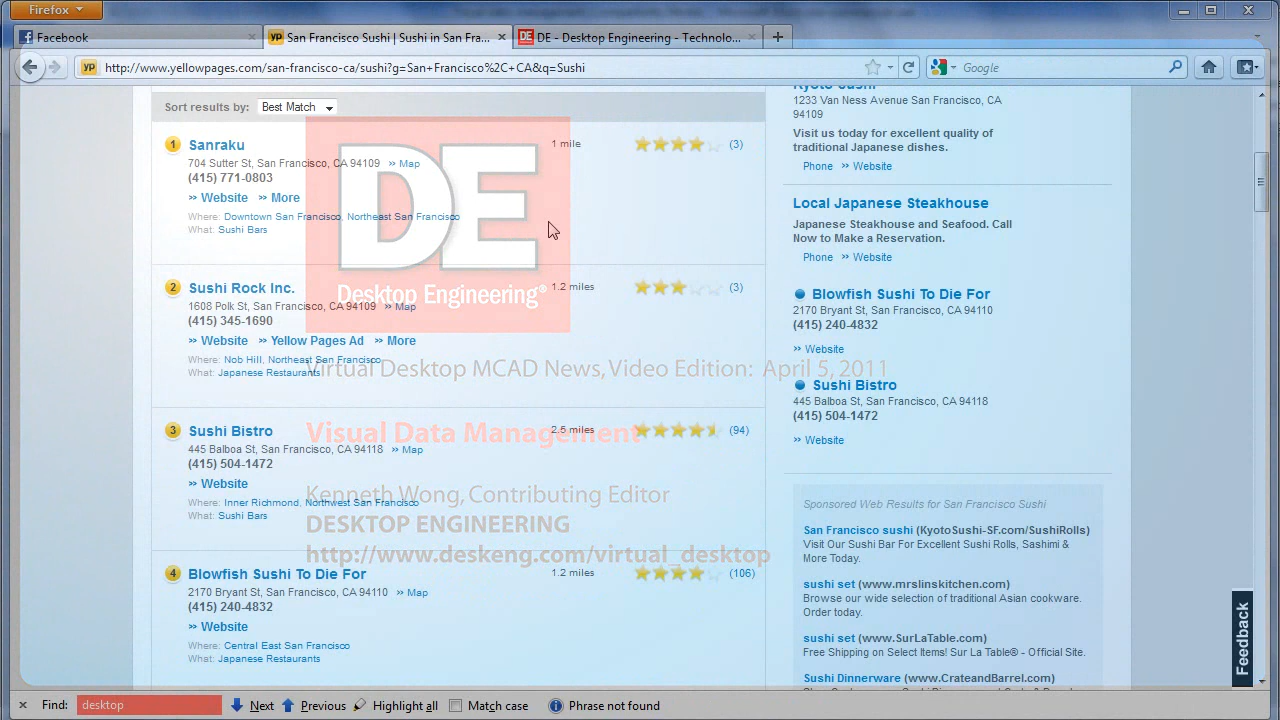 Firefox
Facebook
San Francisco Sushi | Sushi in San Fra...
DE - Desktop Engineering - Technolo...
http://www.yellowpages.com/san-francisco-ca/sushi?g=San+Francisco%2C+CA&q=Sushi
Google
Sort results by: Best Match
1 Sanraku
1 mile
(3)
704 Sutter St, San Francisco, CA 94109 » Map
(415) 771-0803
» Website » More
Where: Downtown San Francisco, Northeast San Francisco
What: Sushi Bars
2 Sushi Rock Inc.
1.2 miles
(3)
1608 Polk St, San Francisco, CA 94109 » Map
(415) 345-1690
» Website » Yellow Pages Ad » More
Where: Nob Hill, Northeast San Francisco
What: Japanese Restaurants
3 Sushi Bistro
2.5 miles
(94)
445 Balboa St, San Francisco, CA 94118 » Map
(415) 504-1472
» Website
Where: Inner Richmond, Northwest San Francisco
What: Sushi Bars
4 Blowfish Sushi To Die For
1.2 miles
(106)
2170 Bryant St, San Francisco, CA 94110 » Map
(415) 240-4832
» Website
Where: Central East San Francisco
What: Japanese Restaurants
DE
Desktop Engineering®
Virtual Desktop MCAD News, Video Edition: April 5, 2011
Visual Data Management
Kenneth Wong, Contributing Editor
DESKTOP ENGINEERING
http://www.deskeng.com/virtual_desktop
Kyoto Sushi
1233 Van Ness Avenue San Francisco, CA
94109
Visit us today for excellent quality of
traditional Japanese dishes.
Phone » Website
Local Japanese Steakhouse
Japanese Steakhouse and Seafood. Call
Now to Make a Reservation.
Phone » Website
Blowfish Sushi To Die For
2170 Bryant St, San Francisco, CA 94110
(415) 240-4832
» Website
Sushi Bistro
445 Balboa St, San Francisco, CA 94118
(415) 504-1472
» Website
Sponsored Web Results for San Francisco Sushi
San Francisco sushi (KyotoSushi-SF.com/SushiRolls)
Visit Our Sushi Bar For Excellent Sushi Rolls, Sashimi &
More Today.
sushi set (www.mrslinskitchen.com)
Browse our wide selection of traditional Asian cookware.
Order today.
sushi set (www.SurLaTable.com)
Free Shipping on Select Items! Sur La Table® - Official Site.
Sushi Dinnerware (www.CrateandBarrel.com)
Feedback
Find: desktop Next Previous Highlight all Match case Phrase not found